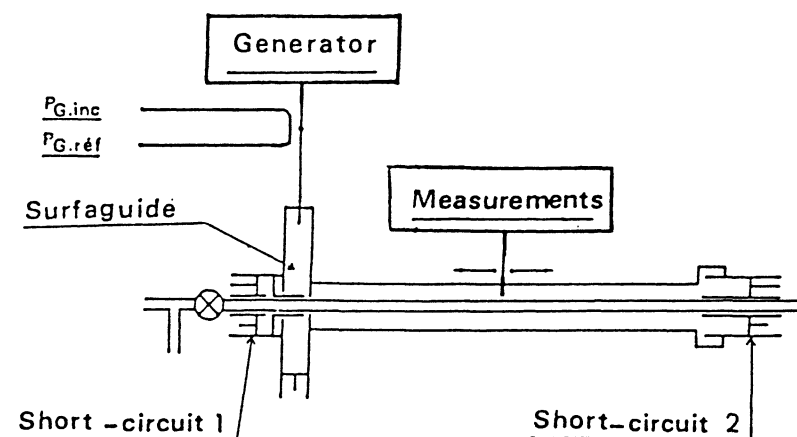 Generator
PG.inc
PG.réf
Measurements
Surfaguide
Short-circuit 1
Short-circuit 2